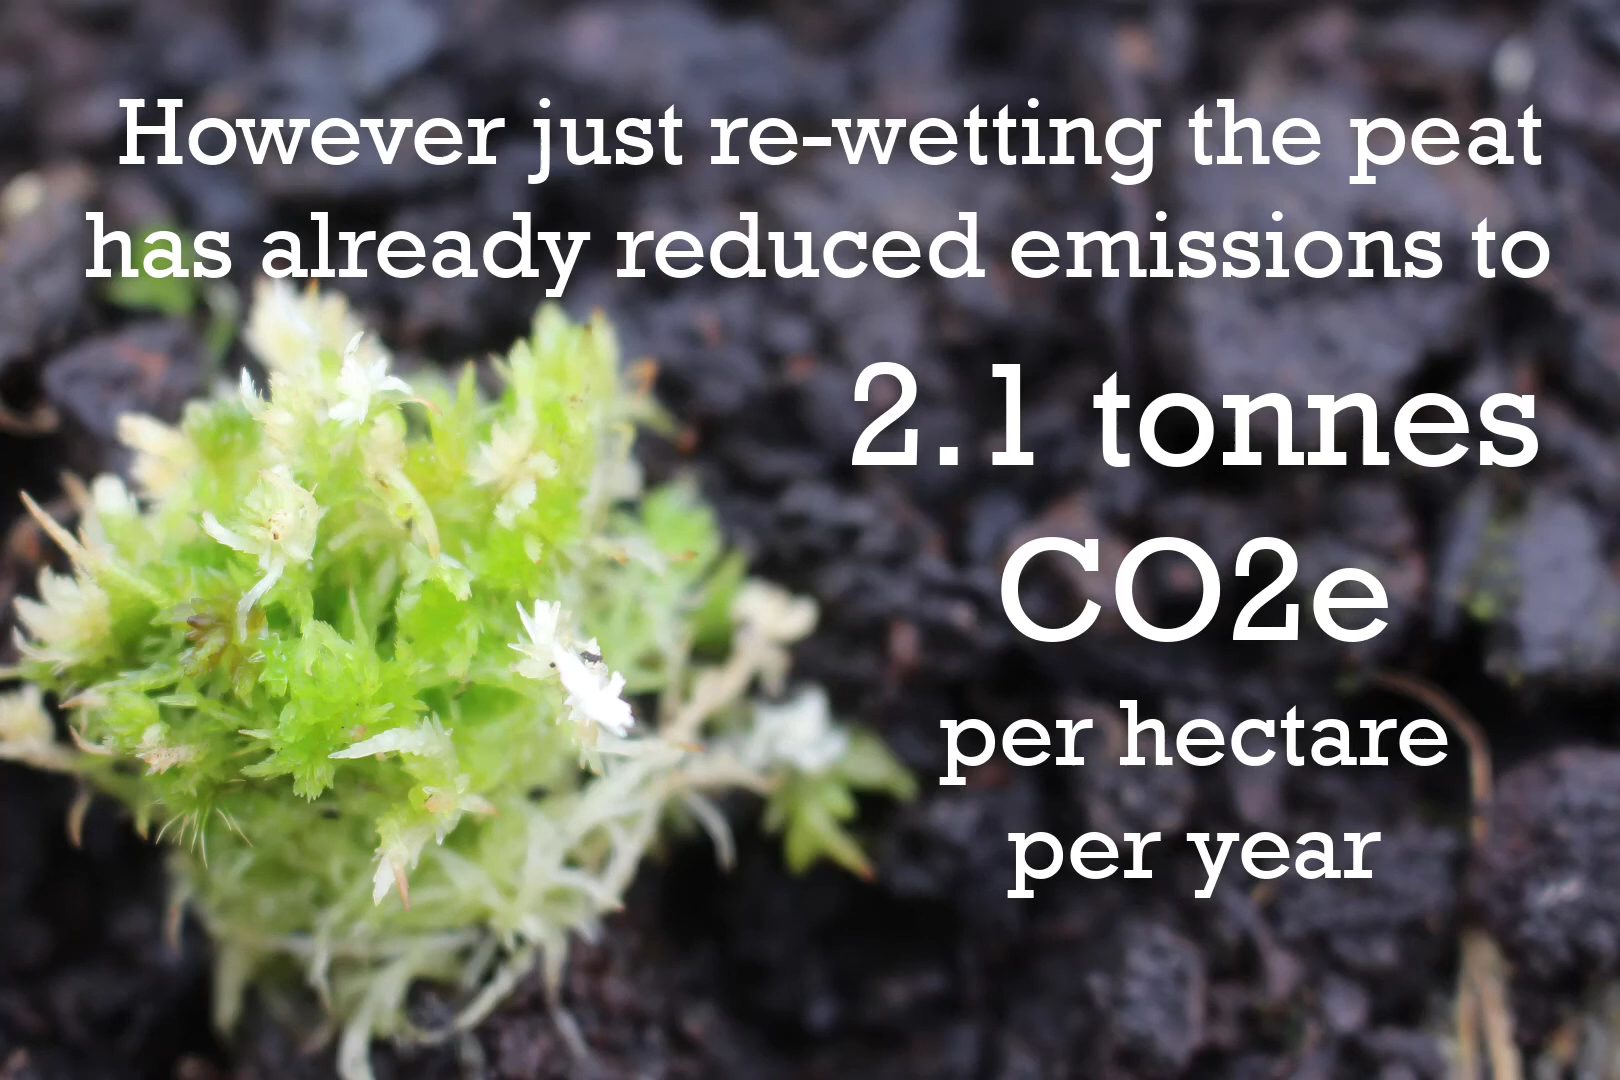 However just re-wetting the peat
has already reduced emissions to
2.1 tonnes
CO2e
per hectare
per year